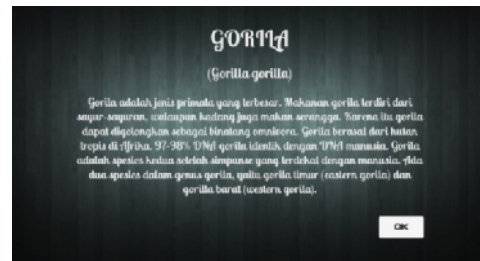 GORILA
(Gorilla gorilla)
Gorila adalah jenis primata yang terbesar. Makanan gorila terdiri dari
sayur-sayuran, walaupun kadang juga makan serangga. Karena itu gorila
dapat digolongkan sebagai binatang omnivora. Gorila berasal dari hutan
tropis di Afrika. 97-98% DNA gorila identik dengan DNA manusia. Gorila
adalah spesies kedua setelah simpanse yang terdekat dengan manusia. Ada
dua spesies dalam genus gorila, yaitu gorila timur (eastern gorila) dan
gorilla barat (western gorila).
OK